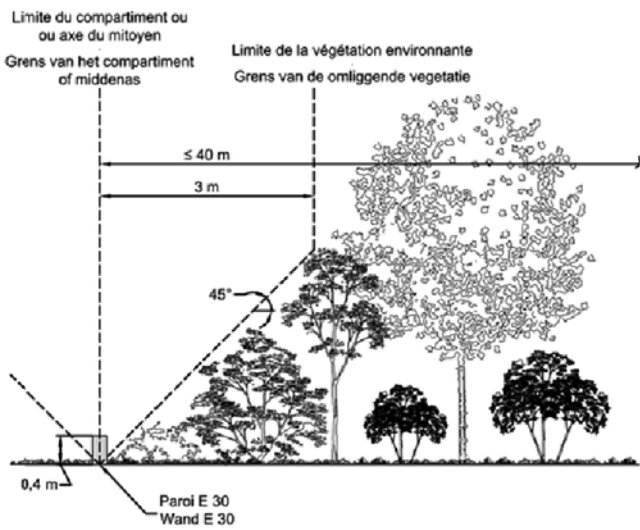 Limite du compartiment ou
ou axe du mitoyen
Grens van het compartiment
of middenas
Limite de la végétation environnante
Grens van de omliggende vegetatie
≤ 40 m
3 m
45°
0,4 m
Paroi E 30
Wand E 30